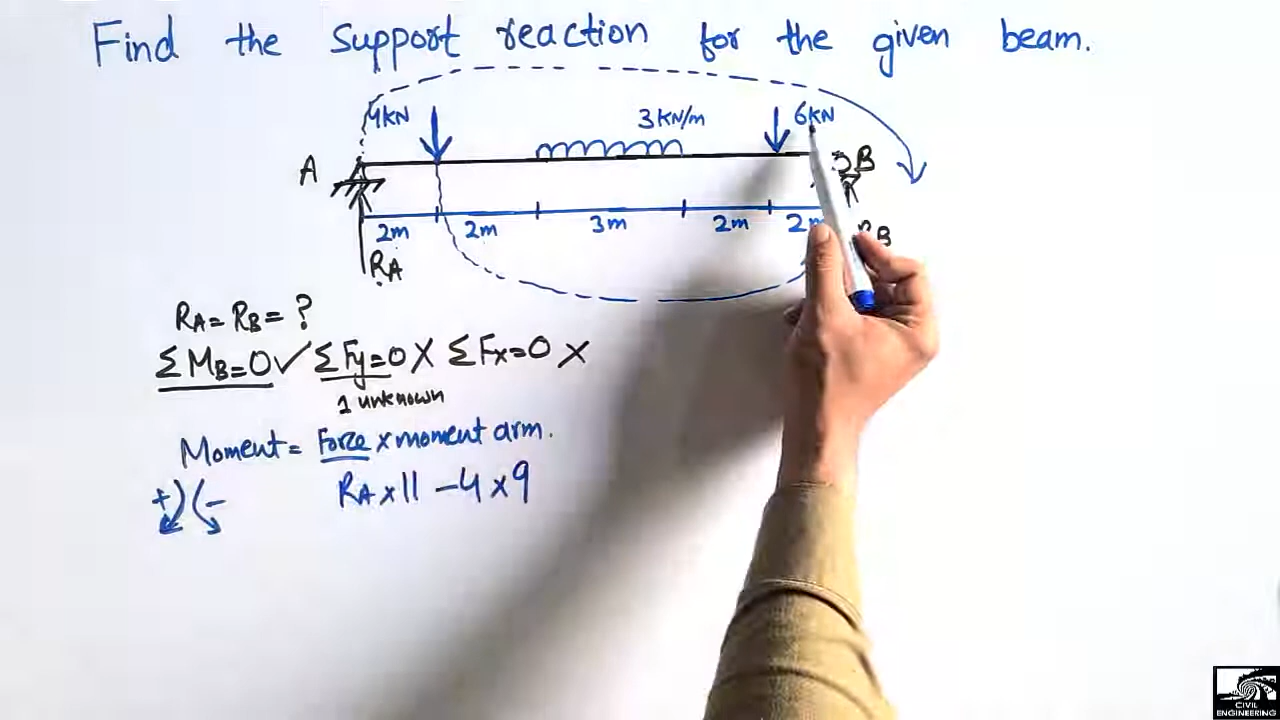 Find the support reaction for the given beam.
4KN 3KN/m 6KN
A B
2m 2m 3m 2m 2m
RA B
RA = RB = ?
ΣMB=0✓ ΣFy=0 X ΣFx=0 X
1 unknown
Moment = Force x moment arm.
+ - RA x 11 - 4 x 9
CIVIL
ENGINEERING